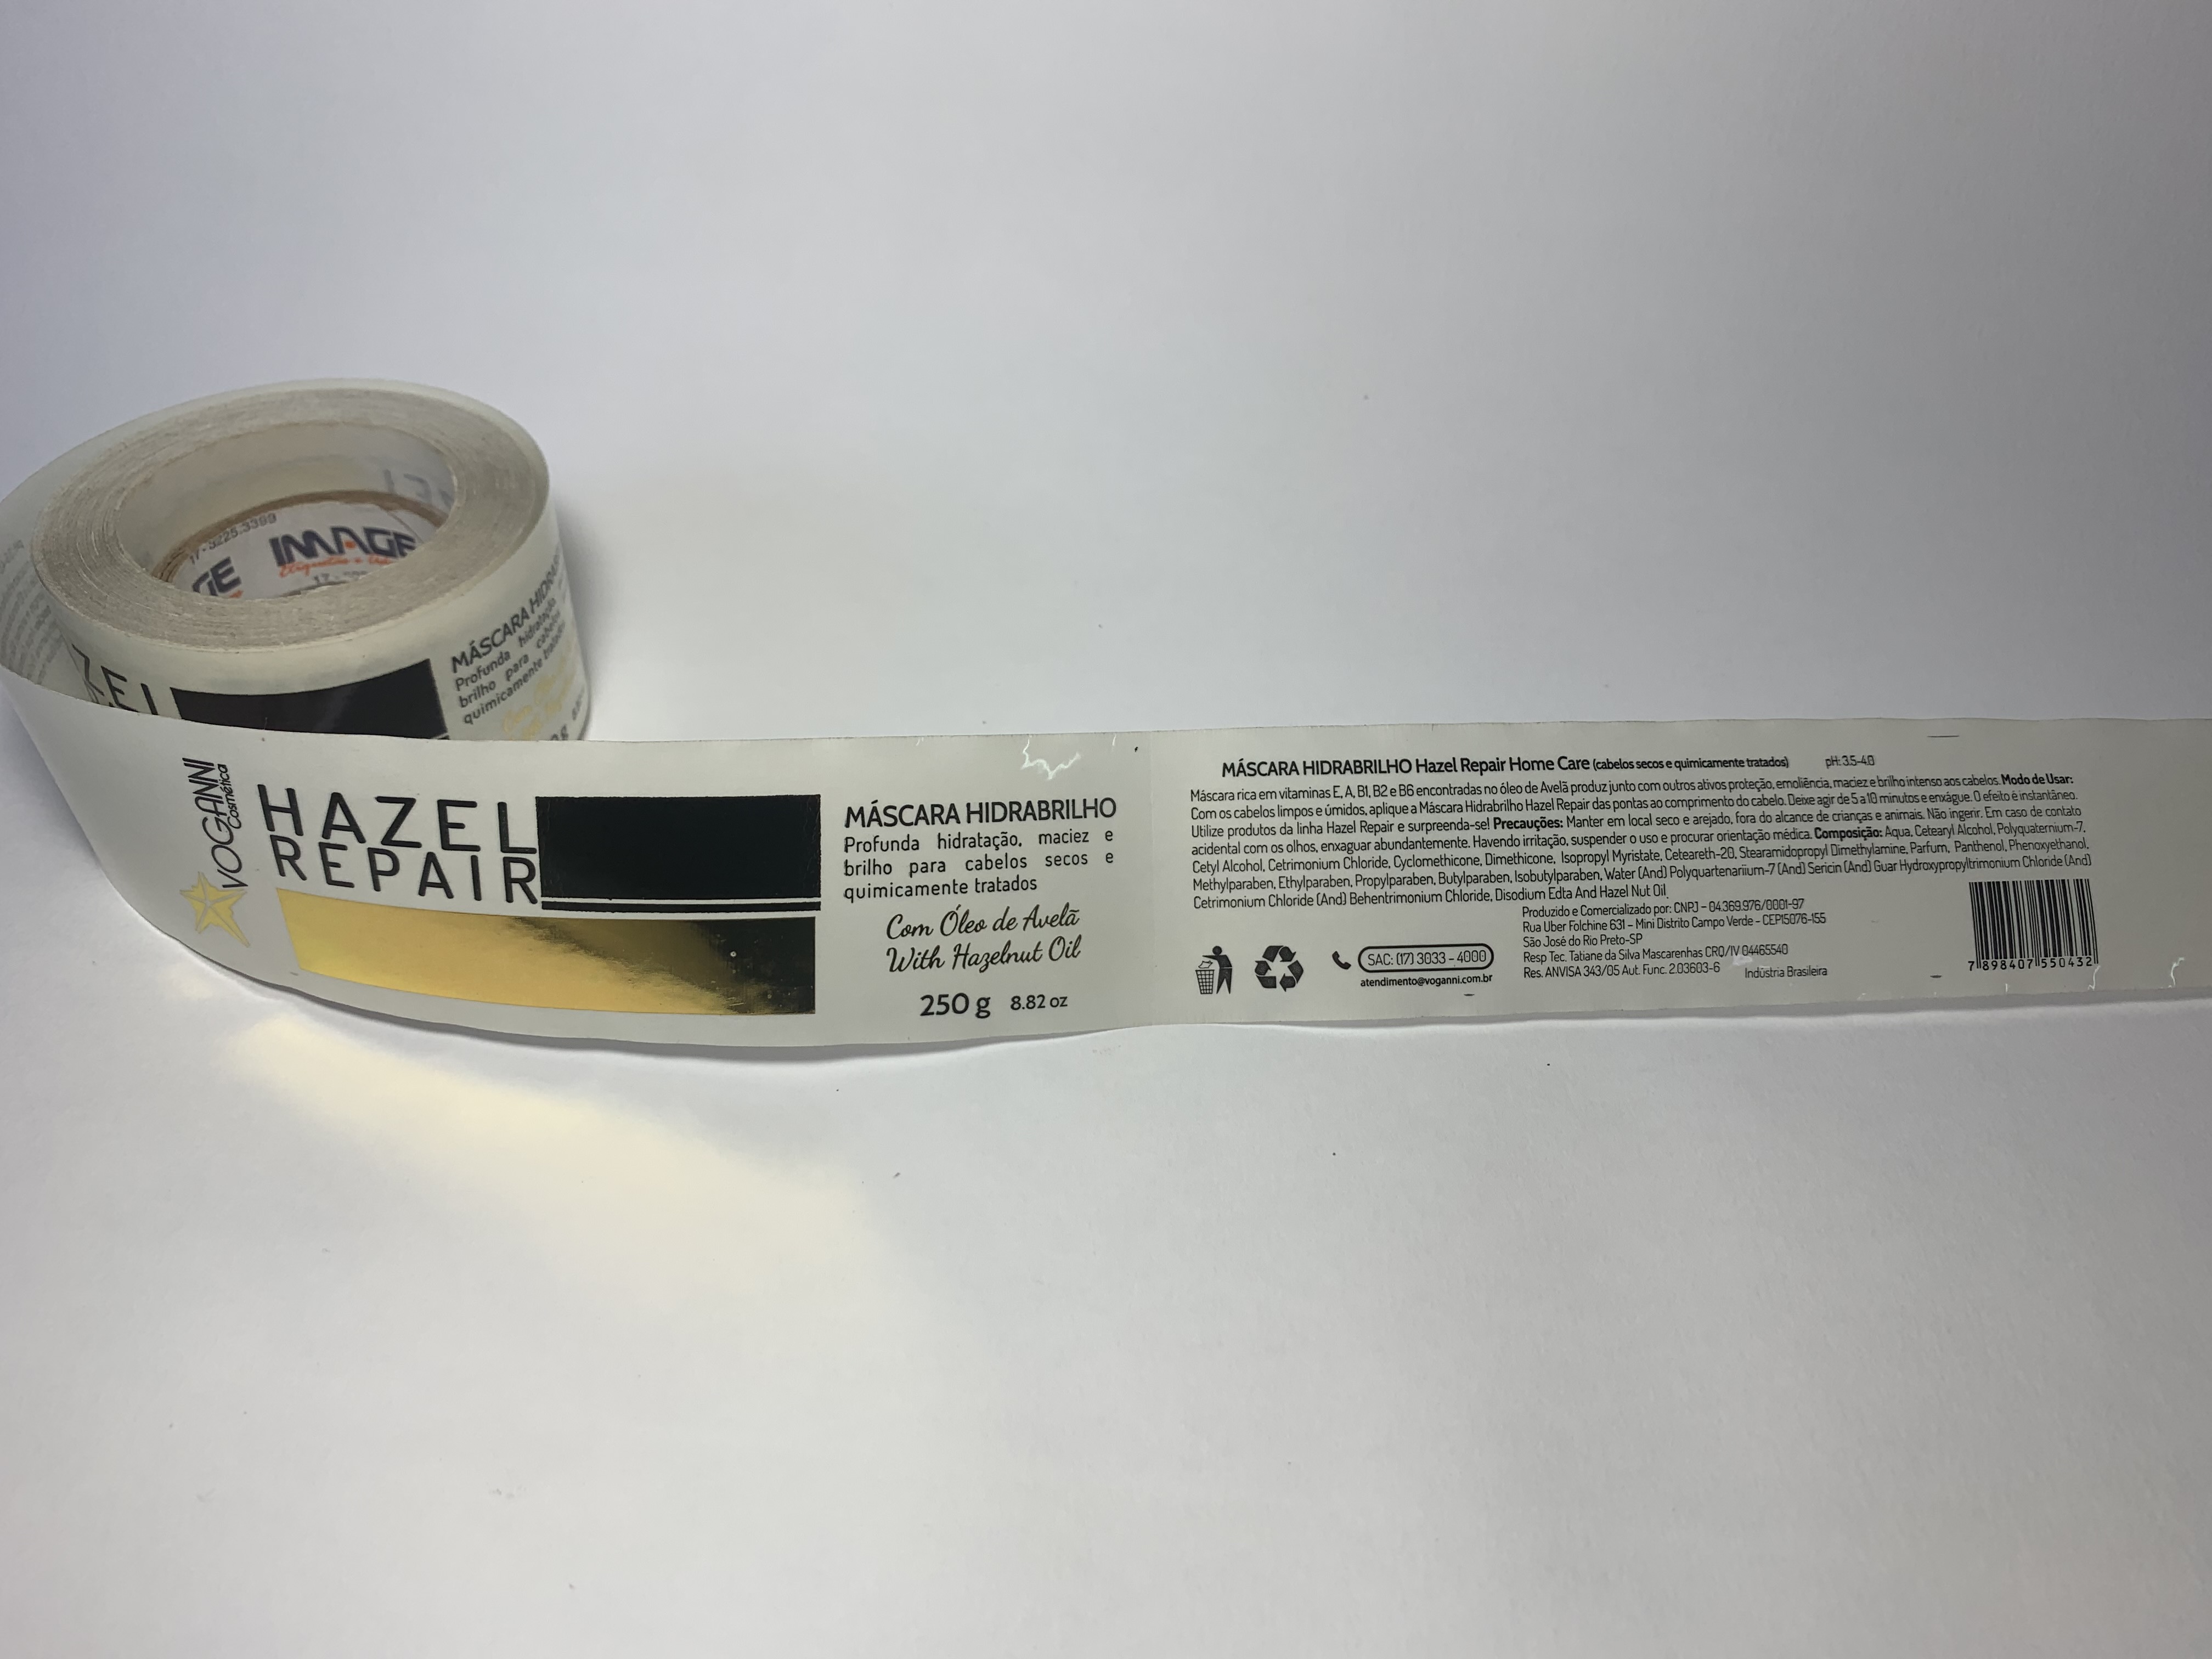 17-3225.3399
IMAGE
GE
17-
ZEL
MÁSCARA HIDRA
Profunda hidratação
brilho para cabelos
quimicamente tratados
VOGANNI
Cosmética
HAZEL
REPAIR
MÁSCARA HIDRABRILHO
Profunda hidratação, maciez e
brilho para cabelos secos e
quimicamente tratados
Com Óleo de Avelã
With Hazelnut Oil
250 g 8.82 oz
MÁSCARA HIDRABRILHO Hazel Repair Home Care (cabelos secos e quimicamente tratados) pH: 3.5-4.0
Máscara rica em vitaminas E, A, B1, B2 e B6 encontradas no óleo de Avelã produz junto com outros ativos proteção, emoliência, maciez e brilho intenso aos cabelos. Modo de Usar:
Com os cabelos limpos e úmidos, aplique a Máscara Hidrabrilho Hazel Repair das pontas ao comprimento do cabelo. Deixe agir de 5 a 10 minutos e enxágue. O efeito é instantâneo.
Utilize produtos da linha Hazel Repair e surpreenda-se! Precauções: Manter em local seco e arejado, fora do alcance de crianças e animais. Não ingerir. Em caso de contato
acidental com os olhos, enxaguar abundantemente. Havendo irritação, suspender o uso e procurar orientação médica. Composição: Aqua, Cetearyl Alcohol, Polyquaternium-7,
Cetyl Alcohol, Cetrimonium Chloride, Cyclomethicone, Dimethicone, Isopropyl Myristate, Ceteareth-20, Stearamidopropyl Dimethylamine, Parfum, Panthenol, Phenoxyethanol,
Methylparaben, Ethylparaben, Propylparaben, Butylparaben, Isobutylparaben, Water (And) Polyquartenariium-7 (And) Sericin (And) Guar Hydroxypropyltrimonium Chloride (And)
Cetrimonium Chloride (And) Behentrimonium Chloride, Disodium Edta And Hazel Nut Oil.
SAC: (17) 3033 - 4000
atendimento@voganni.com.br
Produzido e Comercializado por: CNPJ - 04.369.976/0001-97
Rua Uber Folchine 631 - Mini Distrito Campo Verde - CEP15076-155
São José do Rio Preto-SP
Resp Tec. Tatiane da Silva Mascarenhas CRQ/IV 04465540
Res. ANVISA 343/05 Aut. Func. 2.03603-6 Indústria Brasileira
7 898407 550432